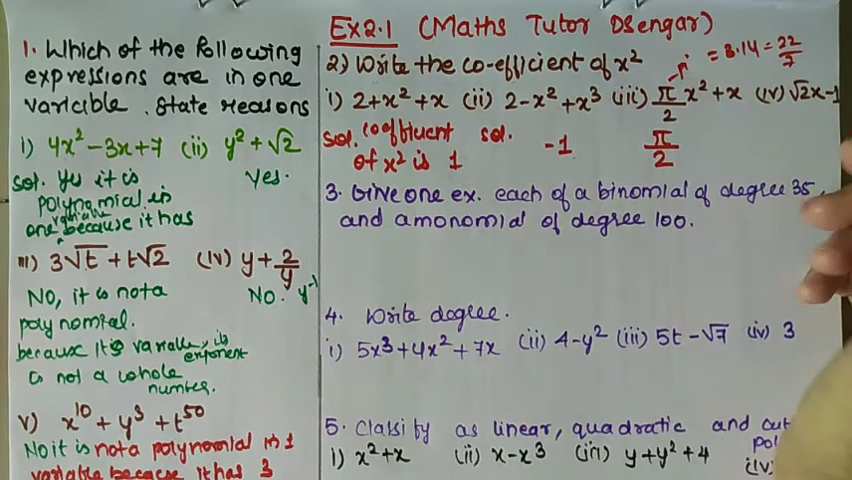 Ex2.1 (Maths Tutor Dsengar)
1. Which of the following
expressions are in one
variable. State reasons
i) 4x² - 3x + 7 (ii) y² + √2
Sol. Yes it is
polynomial in
one variable because it has
Yes.
iii) 3√t + t√2 (iv) y + 2/y
No, it is not a
polynomial.
because its variable, its
exponent
is not a whole
number.
No. y⁻¹
v) x¹⁰ + y³ + t⁵⁰
No it is not a polynomial in 1
variable because it has 3
2) Write the co-efficient of x²
= 3.14 = 22/7
i) 2+x²+x (ii) 2-x²+x³ (iii) π/2 x²+x (iv) √2x-1
Sol. coefficient
of x² is 1
sol. -1
π/2
3. Give one ex. each of a binomial of degree 35,
and a monomial of degree 100.
4. Write degree.
i) 5x³+4x²+7x (ii) 4-y² (iii) 5t-√7 (iv) 3
5. Classify as linear, quadratic and cu
i) x²+x (ii) x-x³ (iii) y+y²+4
(iv)